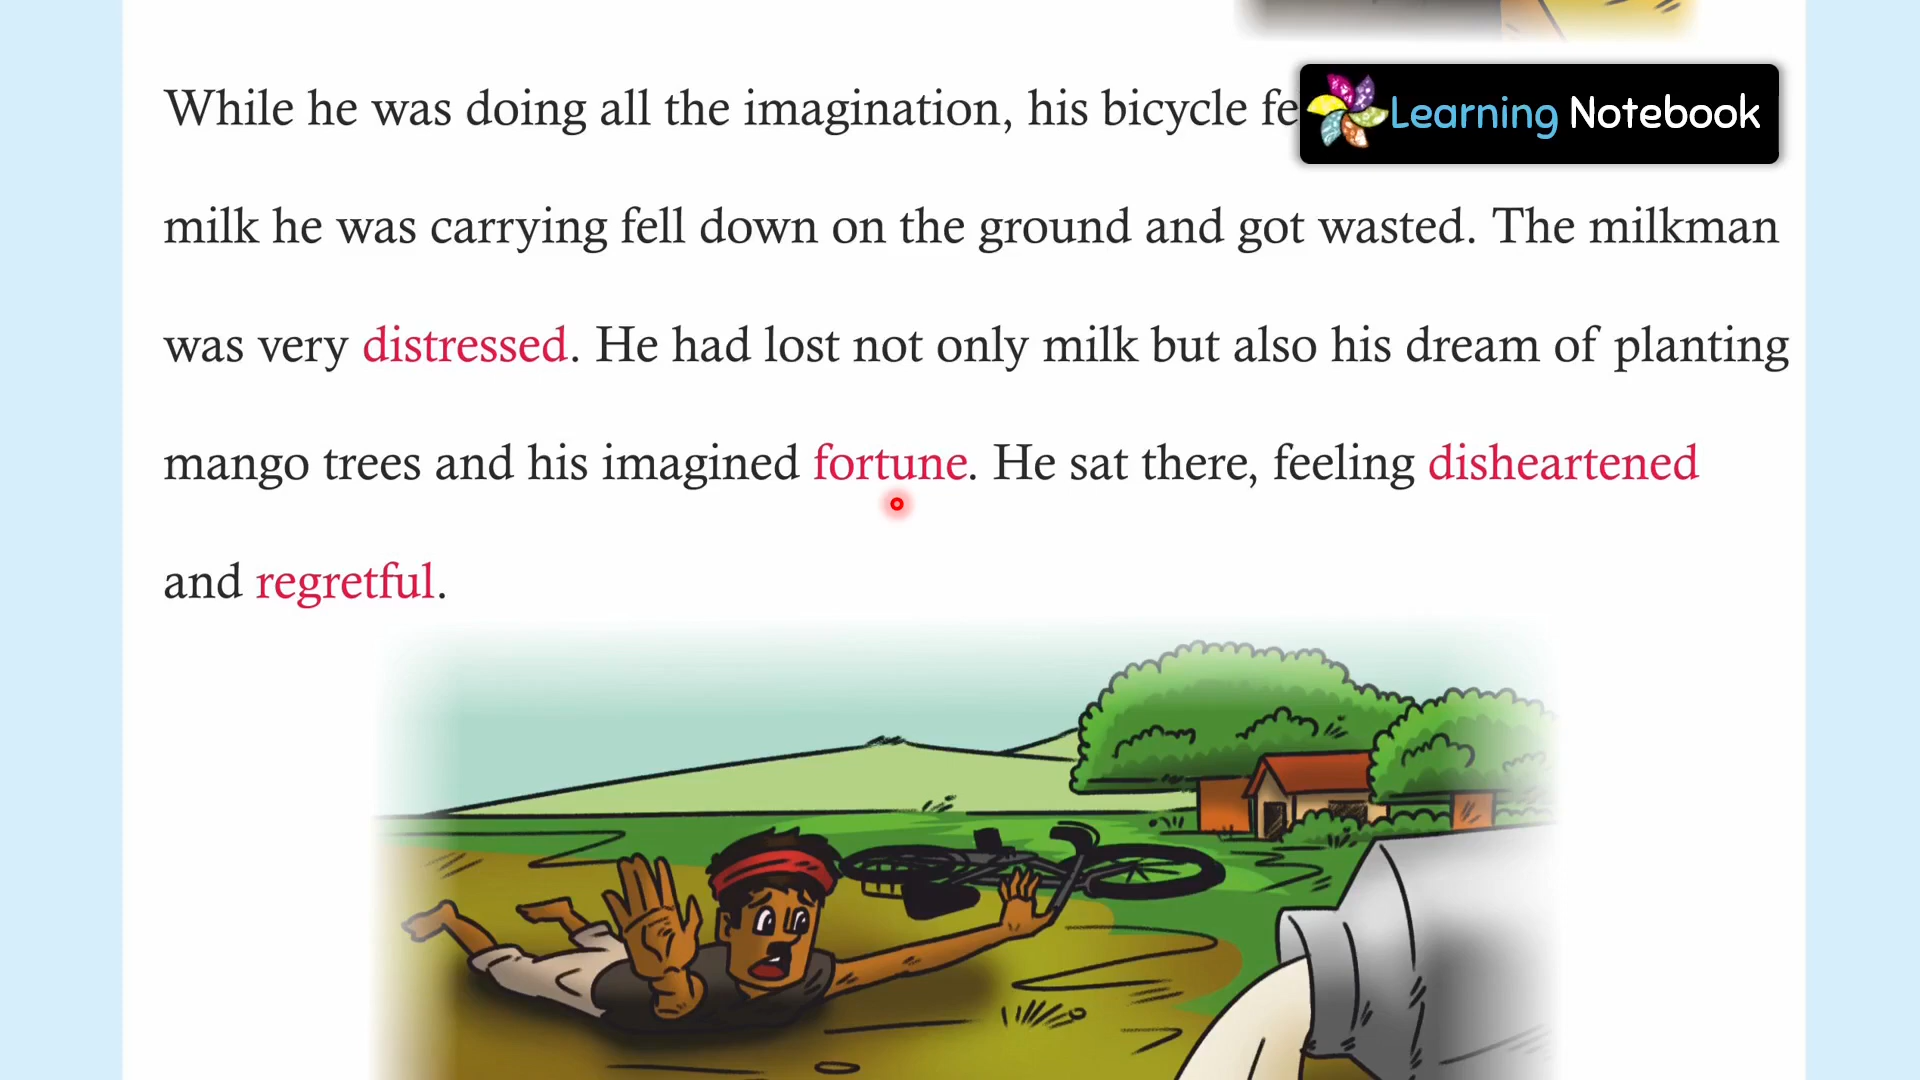 While he was doing all the imagination, his bicycle
Learning Notebook
milk he was carrying fell down on the ground and got wasted. The milkman
was very distressed. He had lost not only milk but also his dream of planting
mango trees and his imagined fortune. He sat there, feeling disheartened
and regretful.